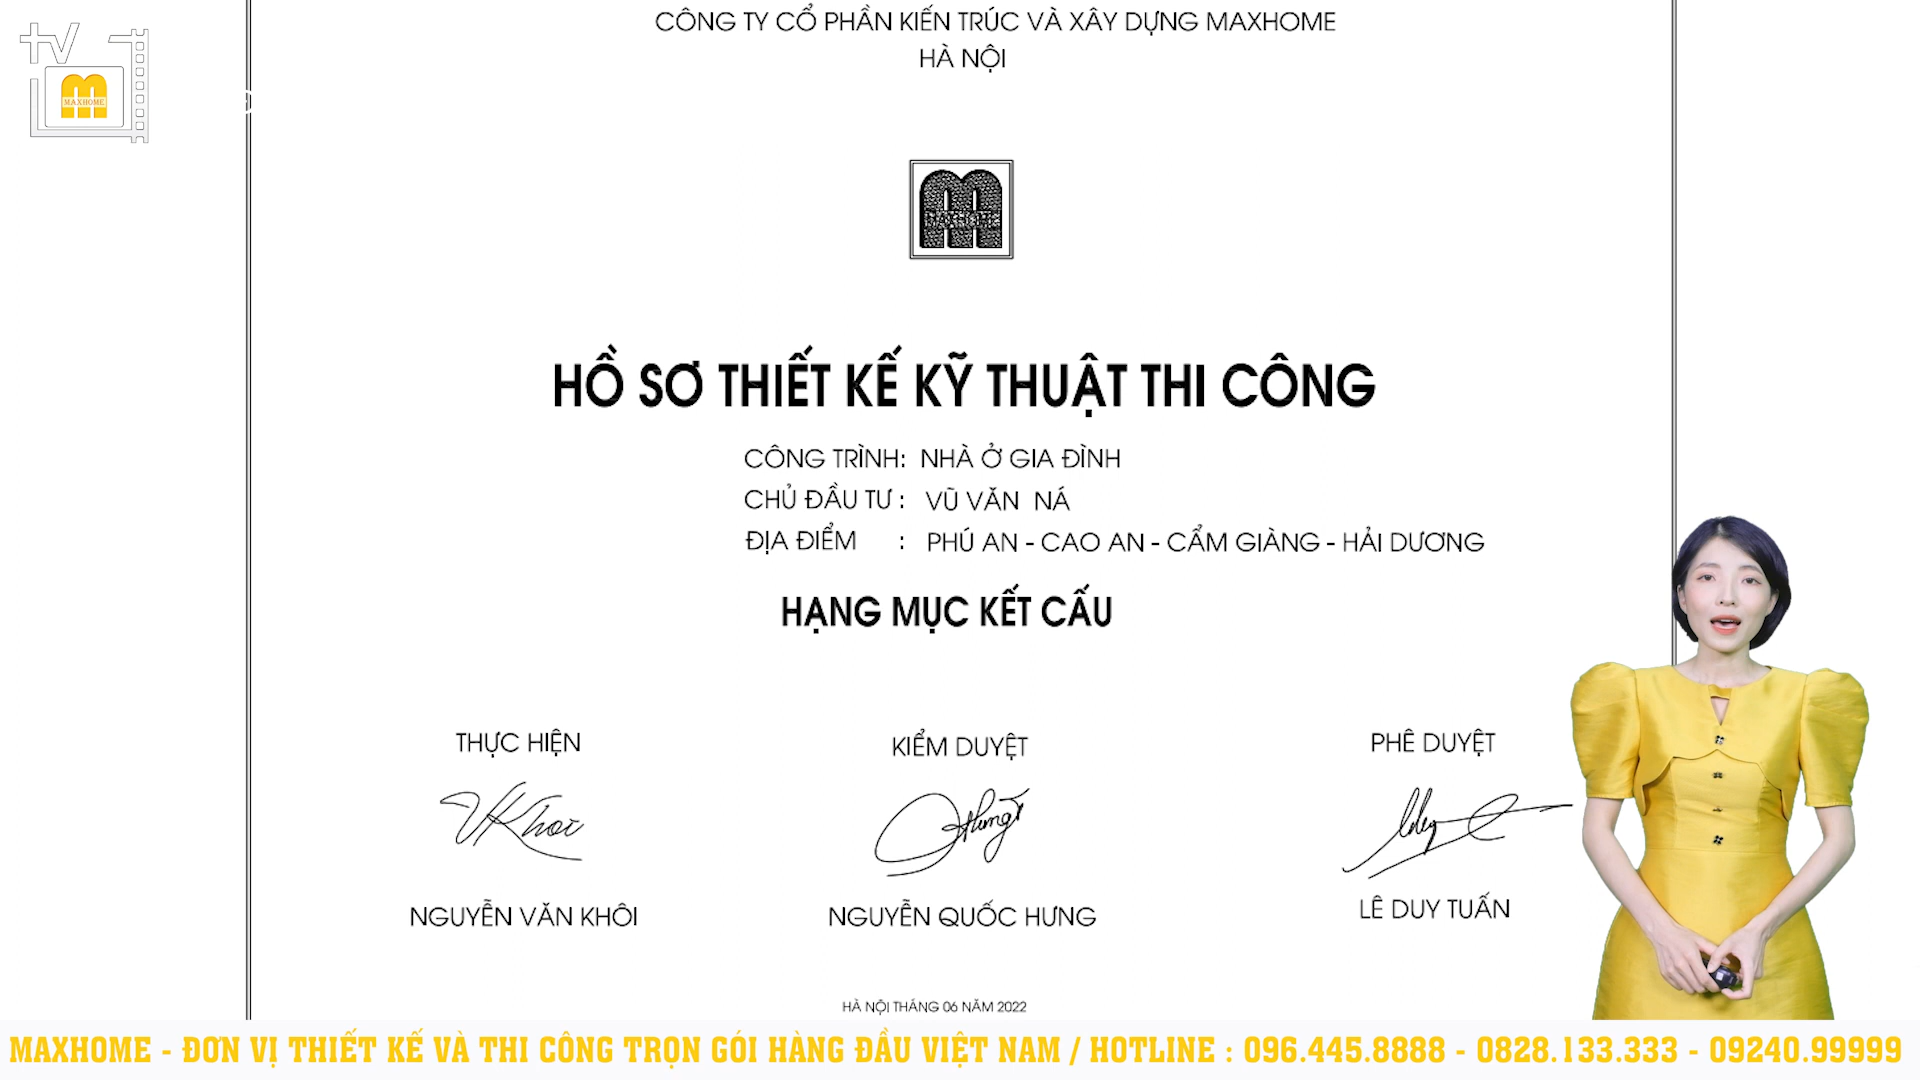 CÔNG TY CỔ PHẦN KIẾN TRÚC VÀ XÂY DỰNG MAXHOME
HÀ NỘI
tv
MAXHOME
MAXHOME
HỒ SƠ THIẾT KẾ KỸ THUẬT THI CÔNG
CÔNG TRÌNH: NHÀ Ở GIA ĐÌNH
CHỦ ĐẦU TƯ : VŨ VĂN NÁ
ĐỊA ĐIỂM : PHÚ AN - CAO AN - CẨM GIÀNG - HẢI DƯƠNG
HẠNG MỤC KẾT CẤU
THỰC HIỆN KIỂM DUYỆT PHÊ DUYỆT
VKhoi
NGUYỄN VĂN KHÔI NGUYỄN QUỐC HƯNG LÊ DUY TUẤN
HÀ NỘI THÁNG 06 NĂM 2022
MAXHOME - ĐƠN VỊ THIẾT KẾ VÀ THI CÔNG TRỌN GÓI HÀNG ĐẦU VIỆT NAM / HOTLINE : 096.445.8888 - 0828.133.333 - 09240.99999